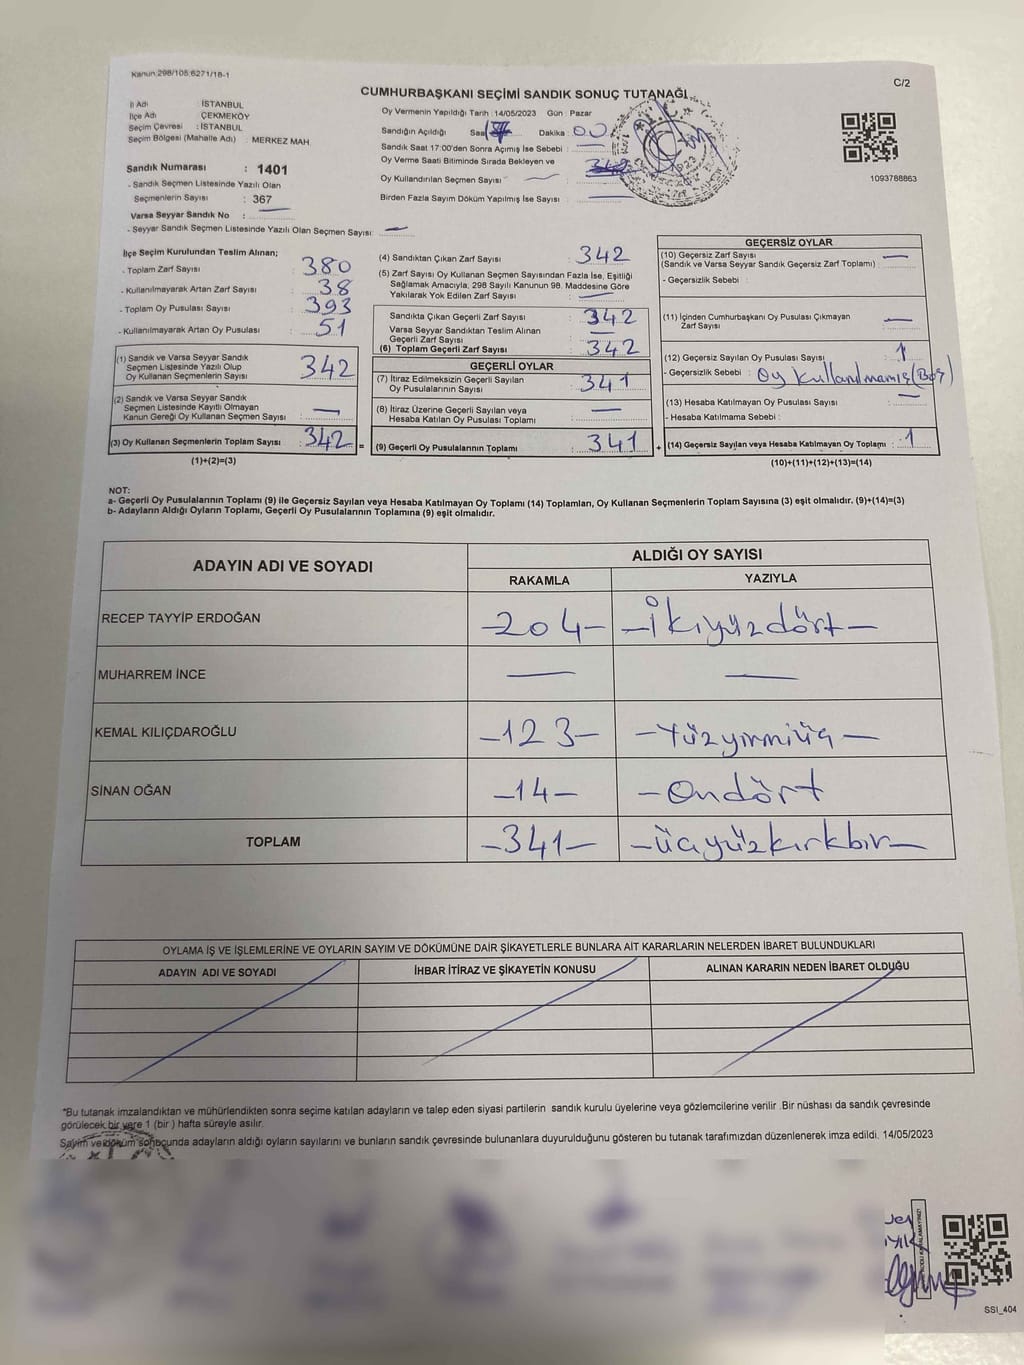 Kanun:298/105;6271/18-1
C/2
CUMHURBAŞKANI SEÇİMİ SANDIK SONUÇ TUTANAĞI
İl Adı : İSTANBUL
İlçe Adı : ÇEKMEKÖY
Seçim Çevresi : İSTANBUL
Seçim Bölgesi (Mahalle Adı) : MERKEZ MAH.
Sandık Numarası : 1401
- Sandık Seçmen Listesinde Yazılı Olan
Seçmenlerin Sayısı : 367
Varsa Seyyar Sandık No :
- Seyyar Sandık Seçmen Listesinde Yazılı Olan Seçmen Sayısı: —
Oy Vermenin Yapıldığı Tarih : 14/05/2023 Gün : Pazar
Sandığın Açıldığı Saat Dakika : 00
Sandık Saat 17:00'den Sonra Açımış İse Sebebi :
Oy Verme Saati Bitiminde Sırada Bekleyen ve
Oy Kullandırılan Seçmen Sayısı : —
Birden Fazla Sayım Döküm Yapılmış İse Sayısı : —
1093788863
İlçe Seçim Kurulundan Teslim Alınan;
- Toplam Zarf Sayısı : 380
- Kullanılmayarak Artan Zarf Sayısı : 38
- Toplam Oy Pusulası Sayısı : 393
- Kullanılmayarak Artan Oy Pusulası : 51
(1) Sandık ve Varsa Seyyar Sandık
Seçmen Listesinde Yazılı Olup
Oy Kullanan Seçmenlerin Sayısı : 342
(2) Sandık ve Varsa Seyyar Sandık
Seçmen Listesinde Kayıtlı Olmayan
Kanun Gereği Oy Kullanan Seçmen Sayısı : —
(3) Oy Kullanan Seçmenlerin Toplam Sayısı : 342 =
(1)+(2)=(3)
(4) Sandıktan Çıkan Zarf Sayısı : 342
(5) Zarf Sayısı Oy Kullanan Seçmen Sayısından Fazla İse, Eşitliği
Sağlamak Amacıyla, 298 Sayılı Kanunun 98. Maddesine Göre
Yakılarak Yok Edilen Zarf Sayısı : —
Sandıkta Çıkan Geçerli Zarf Sayısı : 342
Varsa Seyyar Sandıktan Teslim Alınan
Geçerli Zarf Sayısı : —
(6) Toplam Geçerli Zarf Sayısı : 342
GEÇERLİ OYLAR
(7) İtiraz Edilmeksizin Geçerli Sayılan
Oy Pusulalarının Sayısı : 341
(8) İtiraz Üzerine Geçerli Sayılan veya
Hesaba Katılan Oy Pusulası Toplamı : —
(9) Geçerli Oy Pusulalarının Toplamı : 341 +
GEÇERSİZ OYLAR
(10) Geçersiz Zarf Sayısı
(Sandık ve Varsa Seyyar Sandık Geçersiz Zarf Toplamı) : —
- Geçersizlik Sebebi :
(11) İçinden Cumhurbaşkanı Oy Pusulası Çıkmayan
Zarf Sayısı : —
(12) Geçersiz Sayılan Oy Pusulası Sayısı : 1
- Geçersizlik Sebebi : Oy Kullanılmamış (Boş)
(13) Hesaba Katılmayan Oy Pusulası Sayısı : —
- Hesaba Katılmama Sebebi :
(14) Geçersiz Sayılan veya Hesaba Katılmayan Oy Toplamı : 1
(10)+(11)+(12)+(13)=(14)
NOT:
a- Geçerli Oy Pusulalarının Toplamı (9) ile Geçersiz Sayılan veya Hesaba Katılmayan Oy Toplamı (14) Toplamları, Oy Kullanan Seçmenlerin Toplam Sayısına (3) eşit olmalıdır. (9)+(14)=(3)
b- Adayların Aldığı Oyların Toplamı, Geçerli Oy Pusulalarının Toplamına (9) eşit olmalıdır.
ADAYIN ADI VE SOYADI
ALDIĞI OY SAYISI
RAKAMLA YAZIYLA
RECEP TAYYİP ERDOĞAN -204- -İkiyüzdört-
MUHARREM İNCE — —
KEMAL KILIÇDAROĞLU -123- -Yüzyirmiüç-
SİNAN OĞAN -14- -Ondört
TOPLAM -341- -üçyüzkırkbir-
OYLAMA İŞ VE İŞLEMLERİNE VE OYLARIN SAYIM VE DÖKÜMÜNE DAİR ŞİKAYETLERLE BUNLARA AİT KARARLARIN NELERDEN İBARET BULUNDUKLARI
ADAYIN ADI VE SOYADI İHBAR İTİRAZ VE ŞİKAYETİN KONUSU ALINAN KARARIN NEDEN İBARET OLDUĞU
*Bu tutanak imzalandıktan ve mühürlendikten sonra seçime katılan adayların ve talep eden siyasi partilerin sandık kurulu üyelerine veya gözlemcilerine verilir .Bir nüshası da sandık çevresinde
görülecek bir yere 1 (bir ) hafta süreyle asılır.
Sayım ve döküm sonucunda adayların aldığı oyların sayılarını ve bunların sandık çevresinde bulunanlara duyurulduğunu gösteren bu tutanak tarafımızdan düzenlenerek imza edildi. 14/05/2023
SSI_404